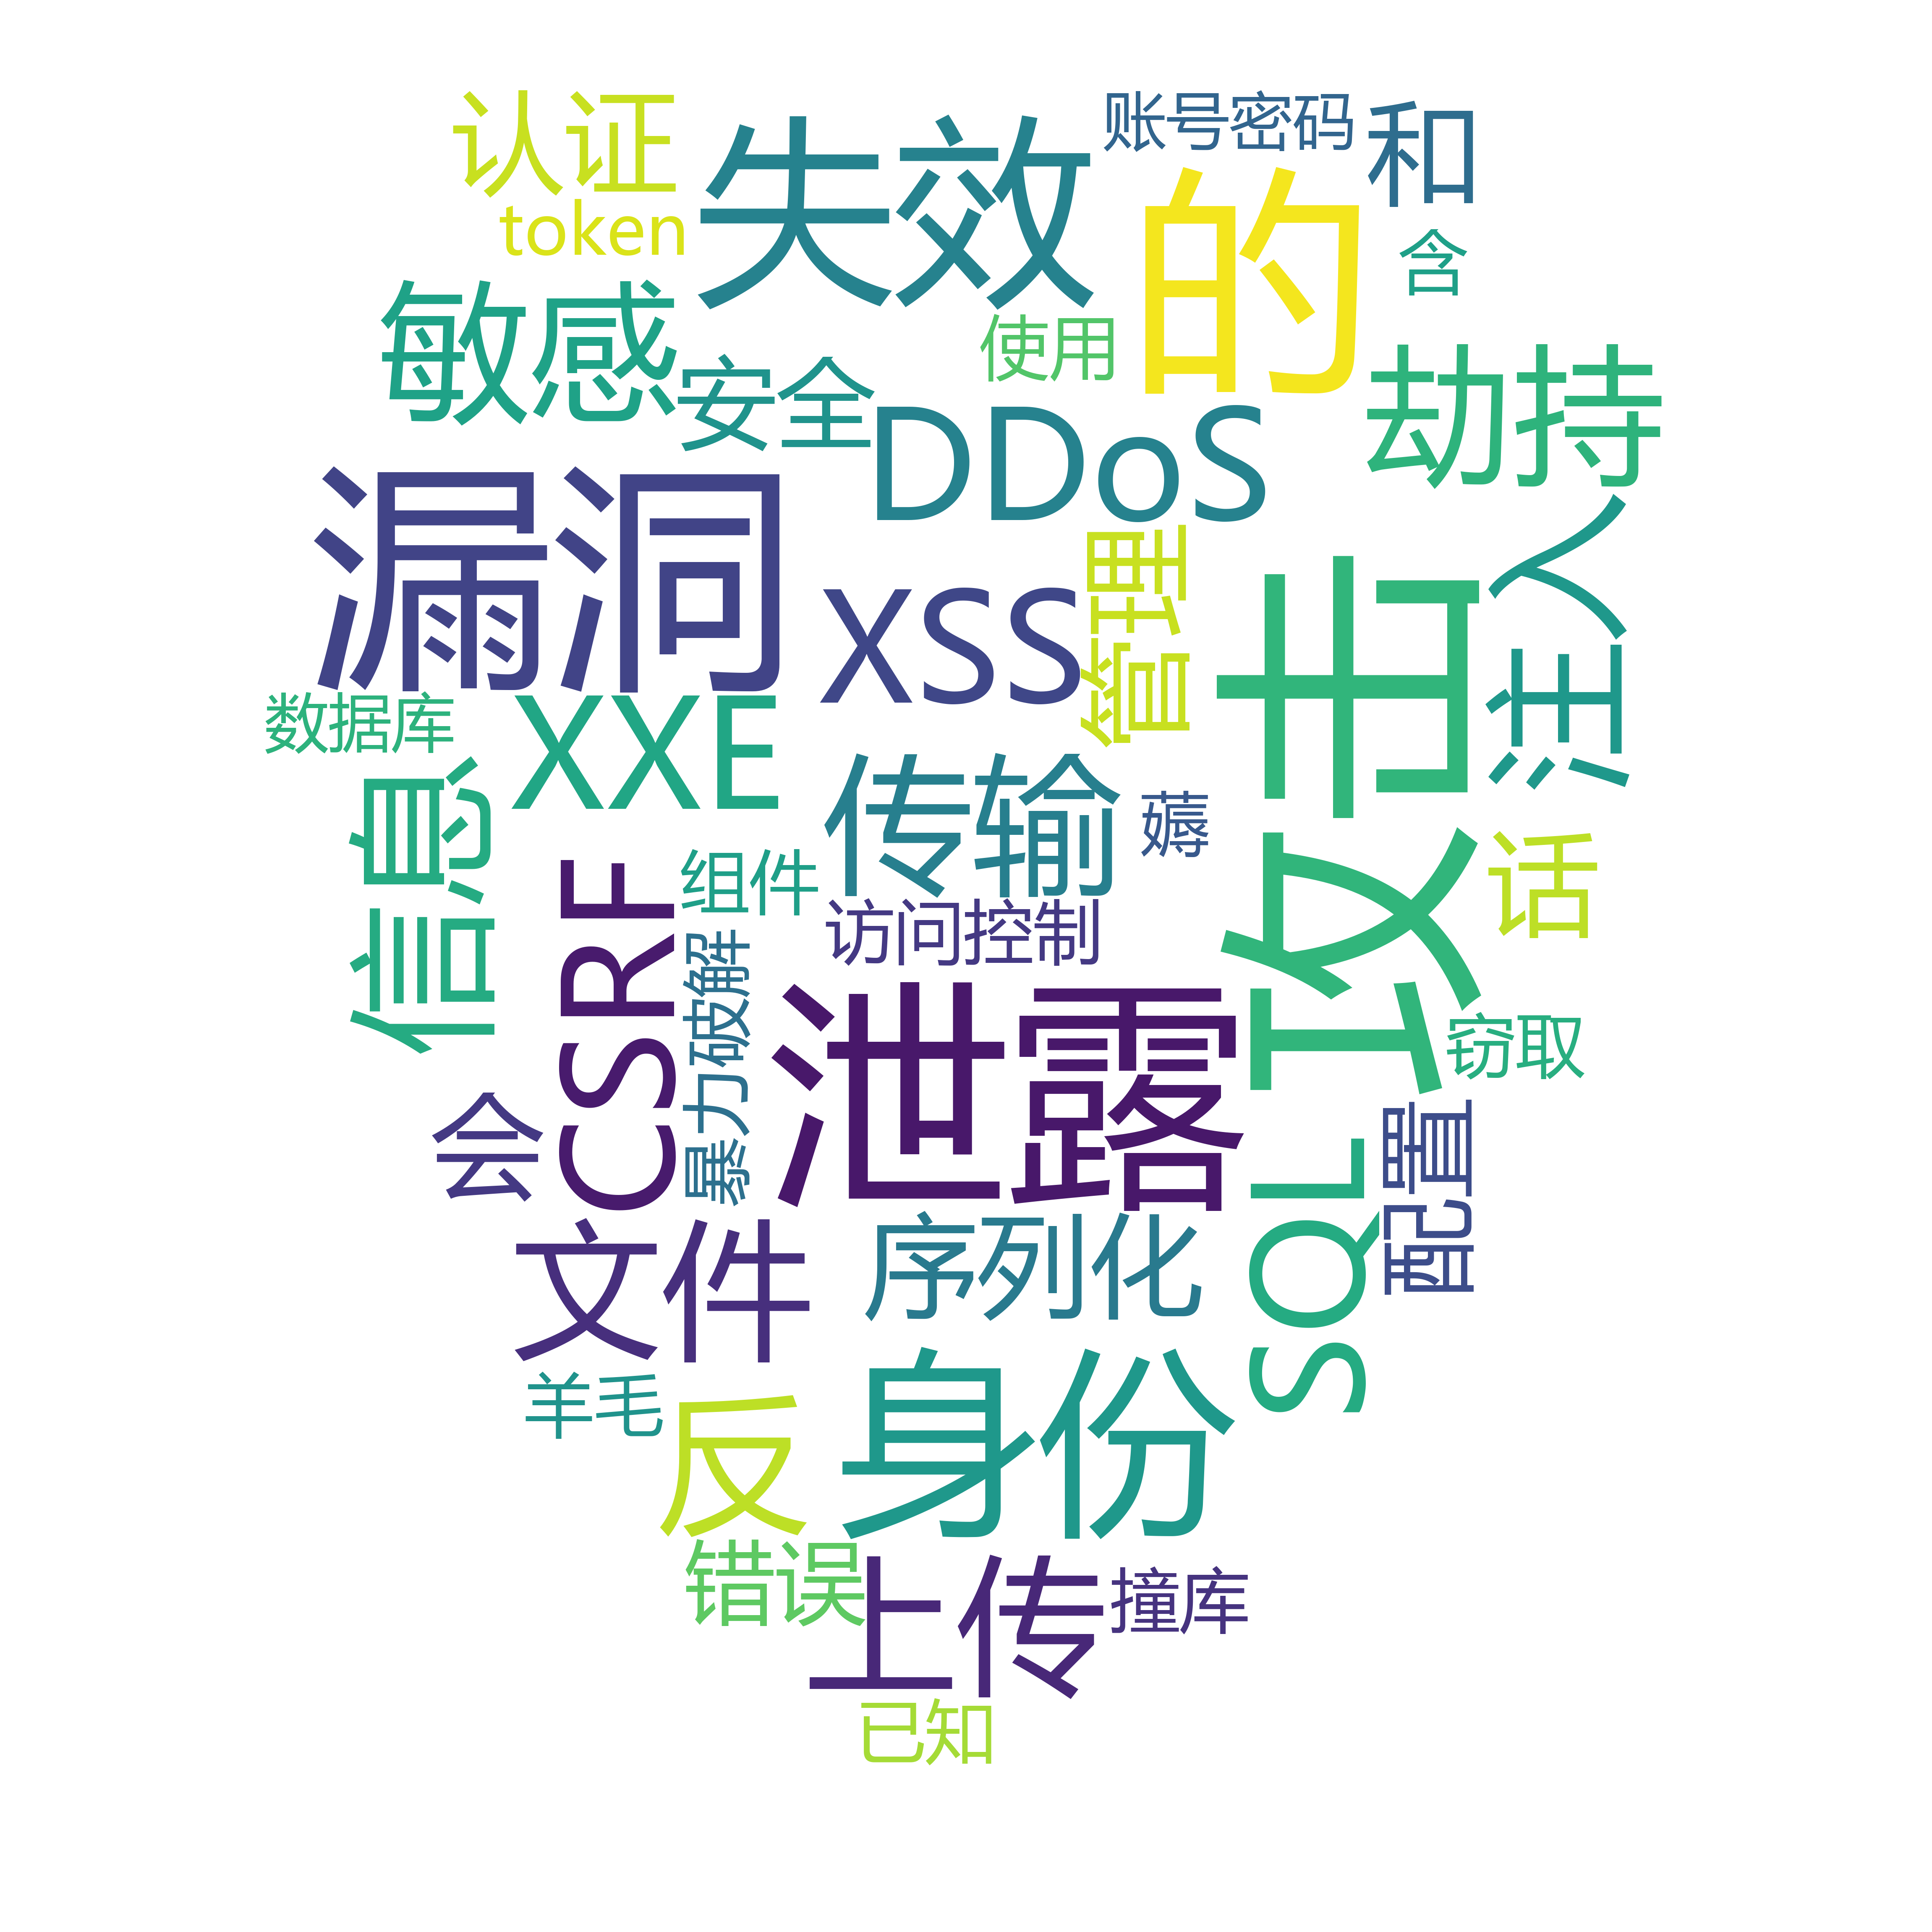 认证
失效
帐号密码
和
token
的
含
敏感
使用
安全
劫持
DDoS
漏洞
注入
XSS
管理
攻击
数据库
XXE
信息
传输
薅
话
组件
访问控制
CSRF
暴力破解
泄露
窃取
会
配置
SQL
文件
序列化
羊毛
反
身份
错误
上传
撞库
已知